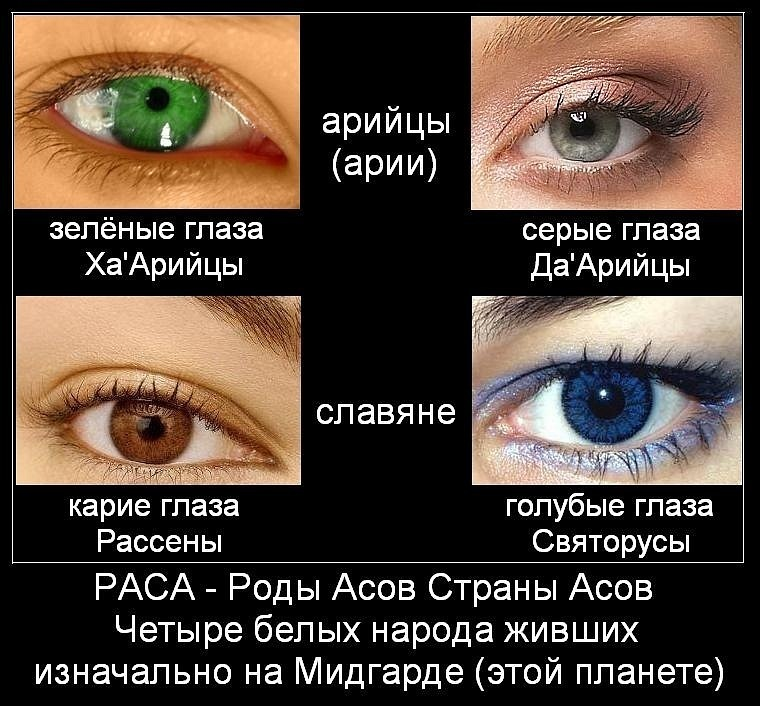 арийцы
(арии)
зелёные глаза
Ха'Арийцы
серые глаза
Да'Арийцы
славяне
карие глаза
Рассены
голубые глаза
Святорусы
РАСА - Роды Асов Страны Асов
Четыре белых народа живших
изначально на Мидгарде (этой планете)